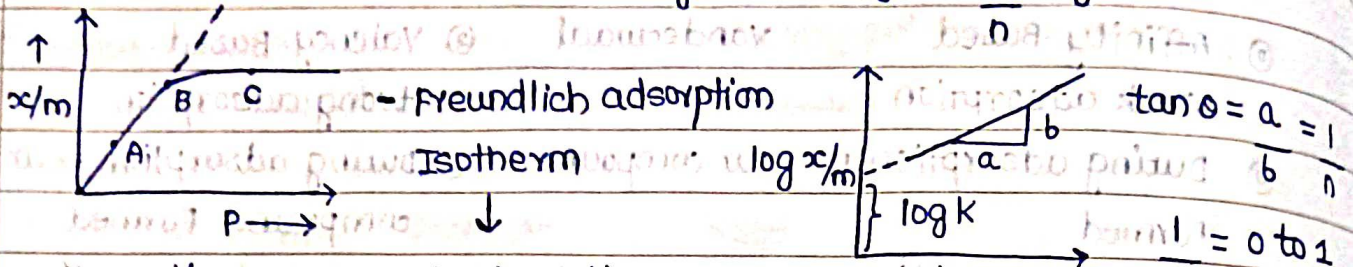 n
↑
x/m
B C
A
P →
- Freundlich adsorption
Isotherm
↓
log x/m
} log K
a
b
tan θ = a/b = 1/n
1 = 0 to 1